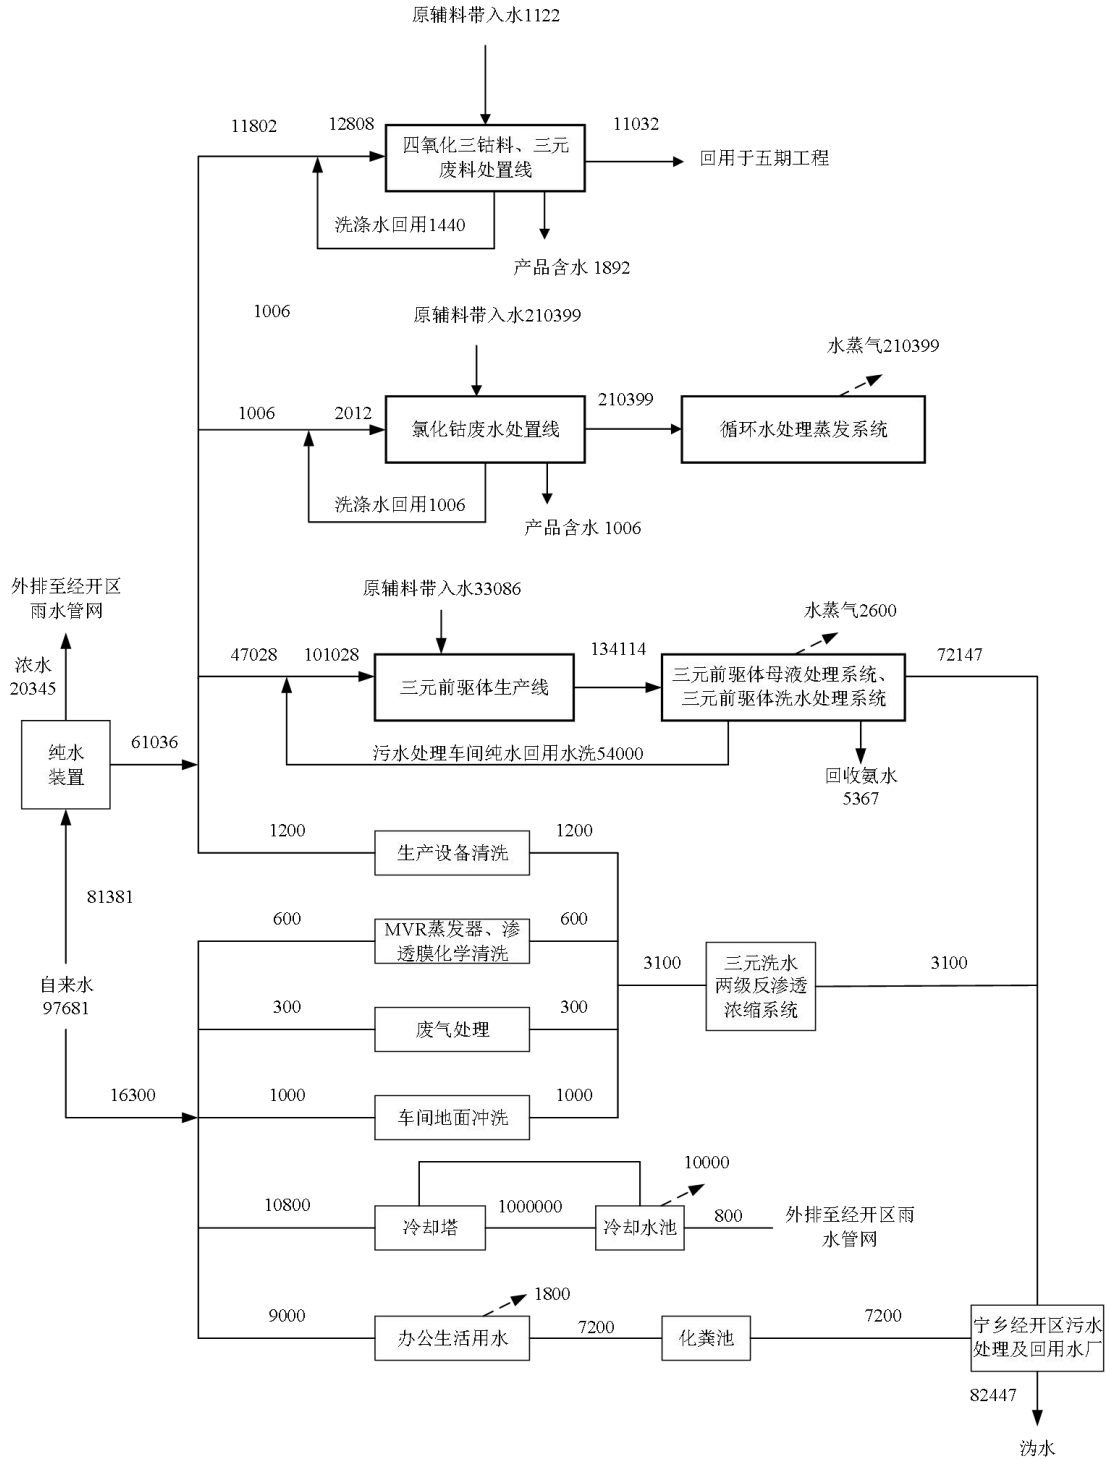 原辅料带入水1122
11802
12808
四氧化三钴料、三元
废料处置线
11032
回用于五期工程
洗涤水回用1440
产品含水 1892
1006
原辅料带入水210399
水蒸气210399
1006
2012
氯化钴废水处置线
210399
循环水处理蒸发系统
洗涤水回用1006
产品含水 1006
外排至经开区
雨水管网
原辅料带入水33086
水蒸气2600
浓水
20345
47028
101028
三元前驱体生产线
134114
三元前驱体母液处理系统、
三元前驱体洗水处理系统
72147
纯水
装置
61036
污水处理车间纯水回用水洗54000
回收氨水
5367
1200
生产设备清洗
1200
81381
600
MVR蒸发器、渗
透膜化学清洗
600
自来水
97681
3100
三元洗水
两级反渗透
浓缩系统
3100
300
废气处理
300
16300
1000
车间地面冲洗
1000
10000
10800
冷却塔
1000000
冷却水池
800
外排至经开区雨
水管网
9000
1800
办公生活用水
7200
化粪池
7200
宁乡经开区污水
处理及回用水厂
82447
沩水